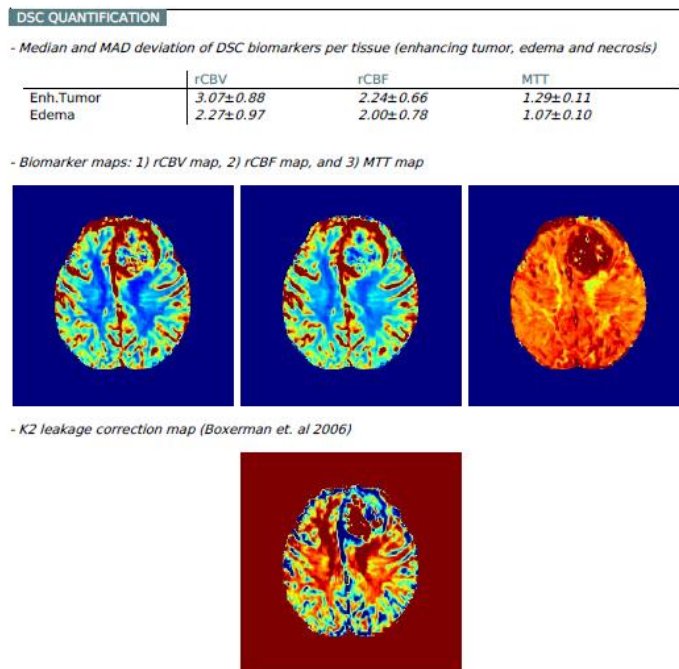 DSC QUANTIFICATION
- Median and MAD deviation of DSC biomarkers per tissue (enhancing tumor, edema and necrosis)
rCBV rCBF MTT
Enh.Tumor 3.07±0.88 2.24±0.66 1.29±0.11
Edema 2.27±0.97 2.00±0.78 1.07±0.10
- Biomarker maps: 1) rCBV map, 2) rCBF map, and 3) MTT map
- K2 leakage correction map (Boxerman et. al 2006)